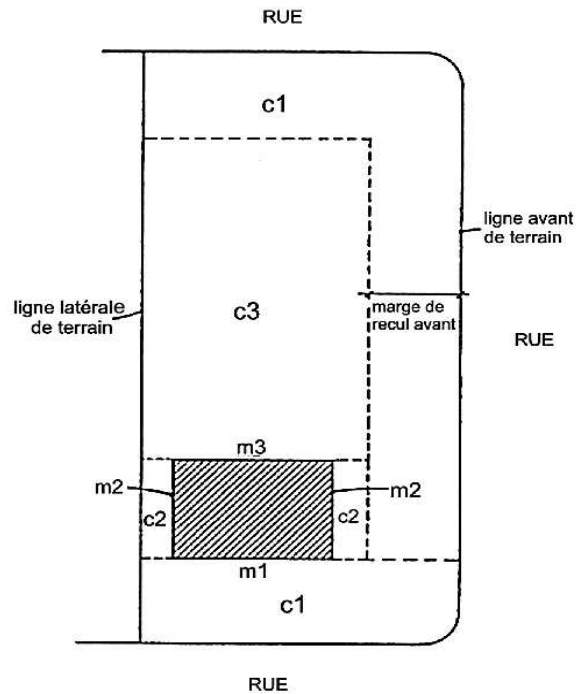 RUE
c1
ligne avant
de terrain
ligne latérale
de terrain
c3
marge de
recul avant
RUE
m3
m2
m2
c2
c2
m1
c1
RUE